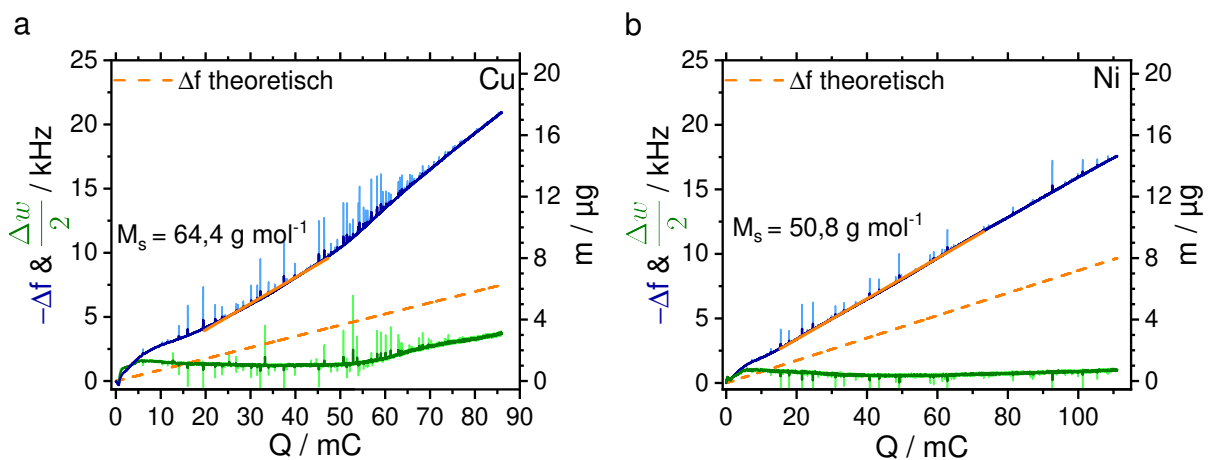 a
Δf theoretisch
Cu
M_s = 64,4 g mol⁻¹
−Δf & Δw/2 / kHz
25
20
15
10
5
0
20
16
12
8
4
0
m / µg
0 10 20 30 40 50 60 70 80 90
Q / mC
b
Δf theoretisch
Ni
M_s = 50,8 g mol⁻¹
−Δf & Δw/2 / kHz
25
20
15
10
5
0
20
16
12
8
4
0
m / µg
0 20 40 60 80 100
Q / mC